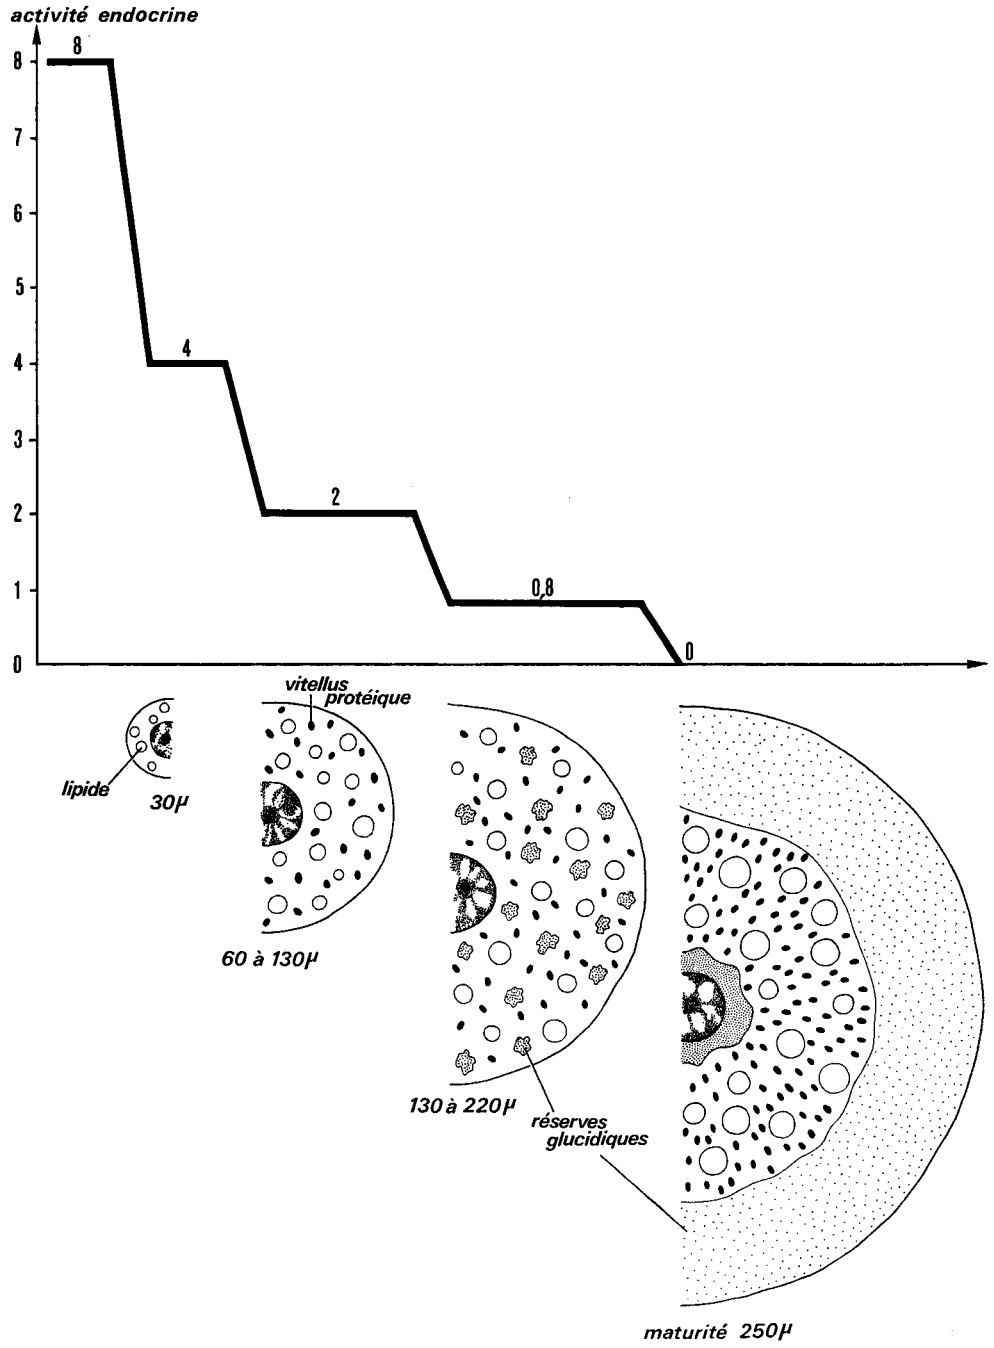 activité endocrine
8
8
7
6
5
4
4
3
2
2
1
0,8
0
0
vitellus
protéique
lipide
30µ
60 à 130µ
130 à 220µ
réserves
glucidiques
maturité 250µ